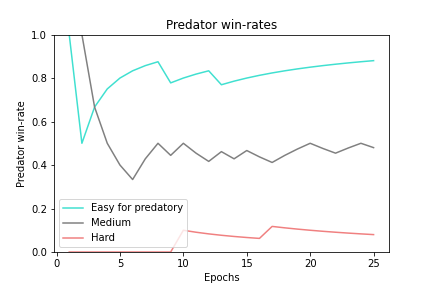 Predator win-rates
1.0
0.8
0.6
0.4
0.2
0.0
Predator win-rate
Easy for predatory
Medium
Hard
0 5 10 15 20 25
Epochs